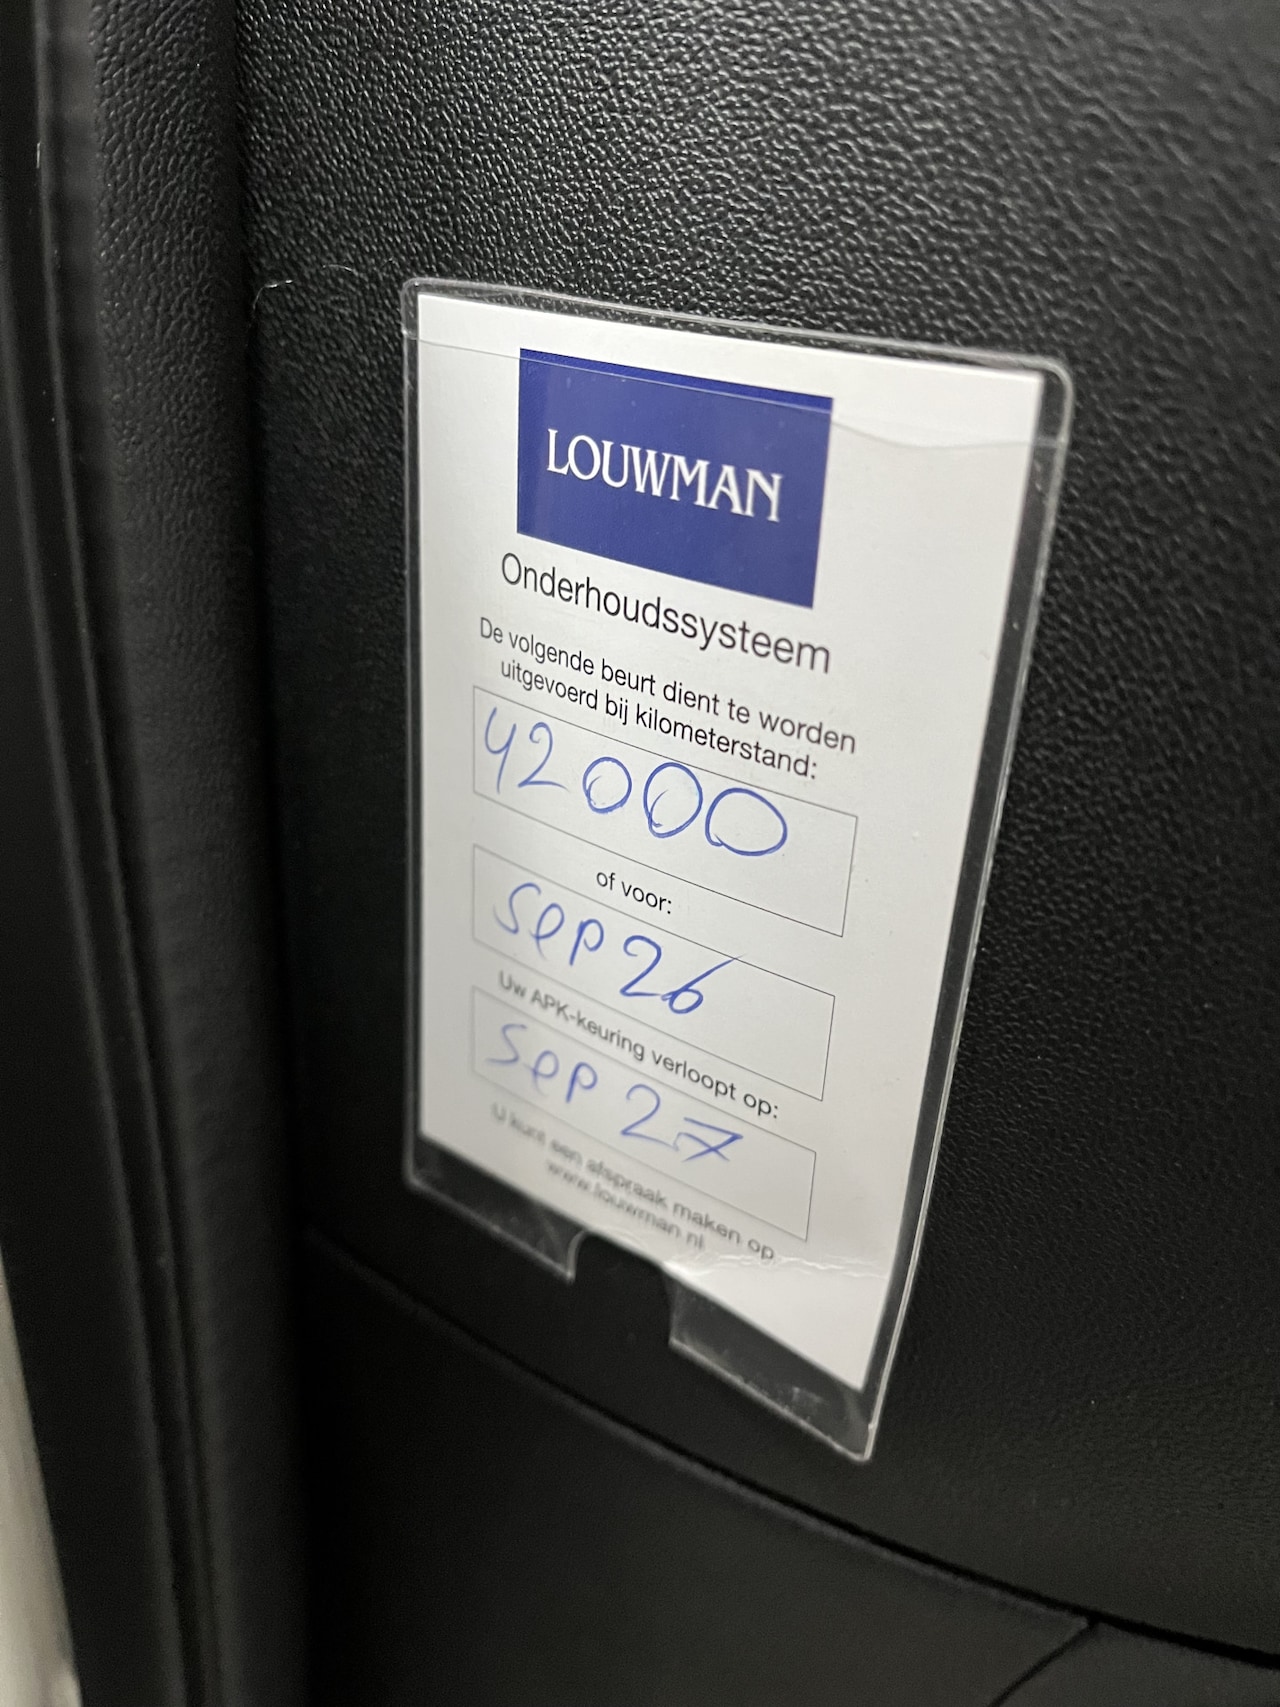 LOUWMAN
Onderhoudssysteem
De volgende beurt dient te worden
uitgevoerd bij kilometerstand:
42000
of voor:
Sep 26
Uw APK-keuring verloopt op:
Sep 27
U kunt een afspraak maken op
www.louwman.nl